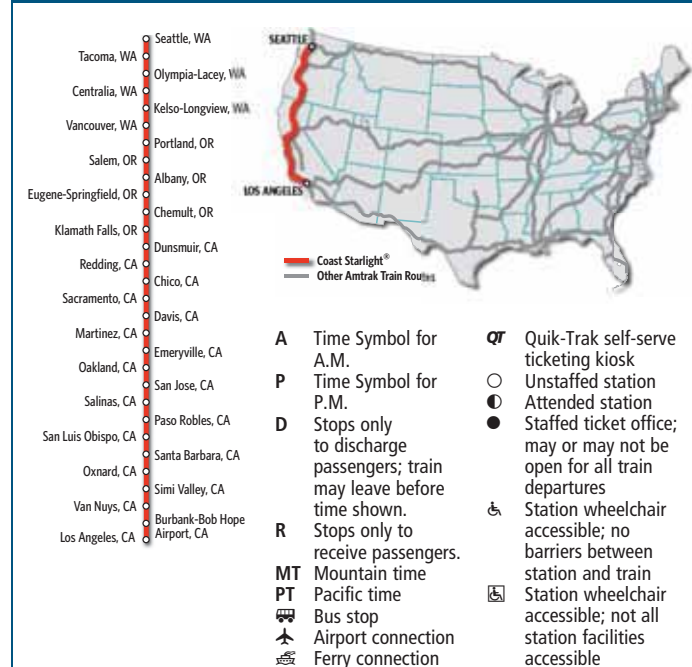 Seattle, WA
Tacoma, WA
Olympia-Lacey, WA
Centralia, WA
Kelso-Longview, WA
Vancouver, WA
Portland, OR
Salem, OR
Albany, OR
Eugene-Springfield, OR
Chemult, OR
Klamath Falls, OR
Dunsmuir, CA
Redding, CA
Chico, CA
Sacramento, CA
Davis, CA
Martinez, CA
Emeryville, CA
Oakland, CA
San Jose, CA
Salinas, CA
Paso Robles, CA
San Luis Obispo, CA
Santa Barbara, CA
Oxnard, CA
Simi Valley, CA
Van Nuys, CA
Burbank-Bob Hope
Airport, CA
Los Angeles, CA
SEATTLE
LOS ANGELES
Coast Starlight®
Other Amtrak Train Routes
A Time Symbol for
A.M.
P Time Symbol for
P.M.
D Stops only
to discharge
passengers; train
may leave before
time shown.
R Stops only to
receive passengers.
MT Mountain time
PT Pacific time
Bus stop
Airport connection
Ferry connection
QT Quik-Trak self-serve
ticketing kiosk
Unstaffed station
Attended station
Staffed ticket office;
may or may not be
open for all train
departures
Station wheelchair
accessible; no
barriers between
station and train
Station wheelchair
accessible; not all
station facilities
accessible